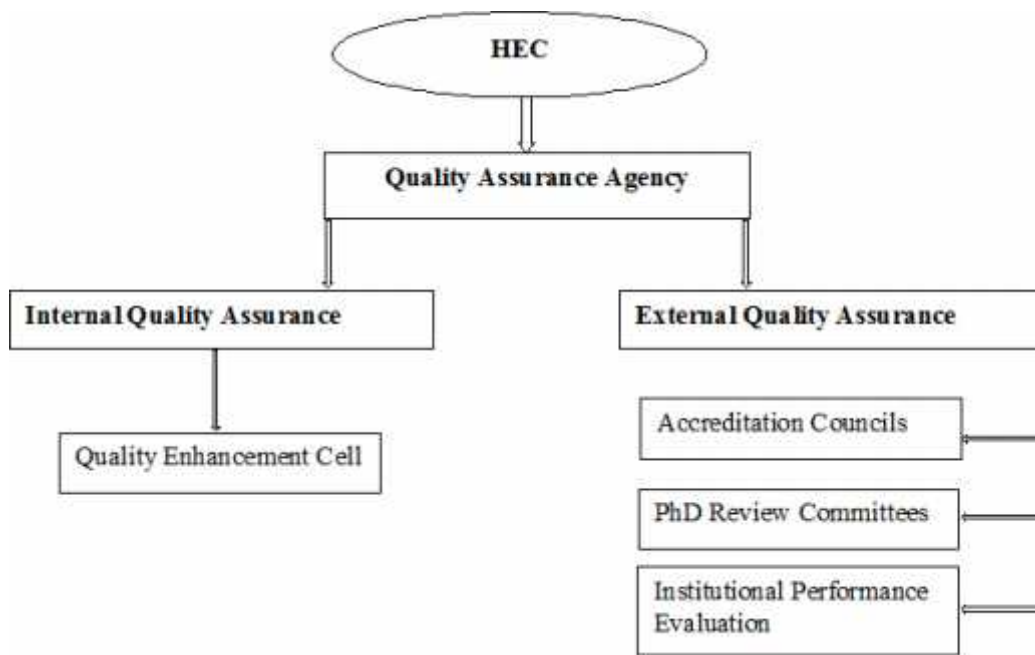 HEC
Quality Assurance Agency
Internal Quality Assurance
External Quality Assurance
Quality Enhancement Cell
Accreditation Councils
PhD Review Committees
Institutional Performance
Evaluation